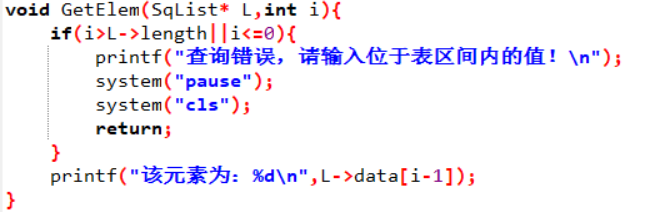 void GetElem(SqList* L,int i){
    if(i>L->length||i<=0){
        printf("查询错误，请输入位于表区间内的值！\n");
        system("pause");
        system("cls");
        return;
    }
    printf("该元素为：%d\n",L->data[i-1]);
}